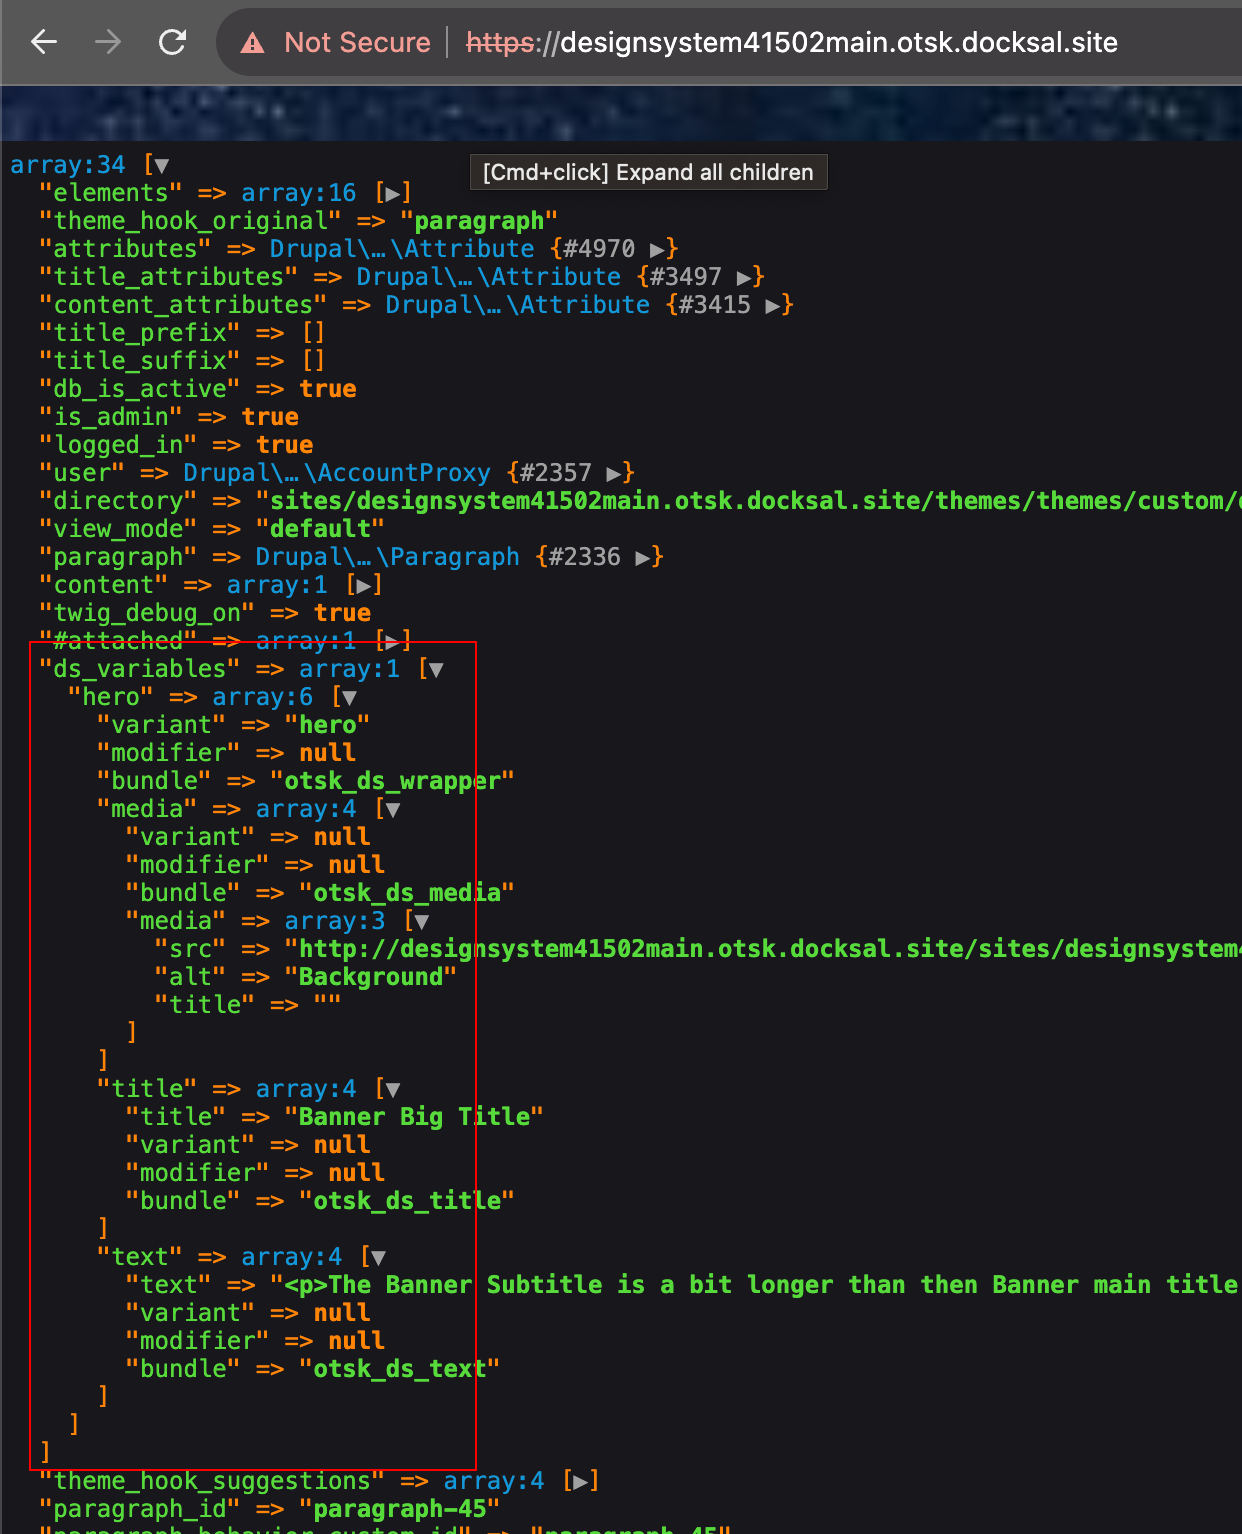 Not Secure https://designsystem41502main.otsk.docksal.site
array:34 [▼
[Cmd+click] Expand all children
"elements" => array:16 [▶]
"theme_hook_original" => "paragraph"
"attributes" => Drupal\…\Attribute {#4970 ▶}
"title_attributes" => Drupal\…\Attribute {#3497 ▶}
"content_attributes" => Drupal\…\Attribute {#3415 ▶}
"title_prefix" => []
"title_suffix" => []
"db_is_active" => true
"is_admin" => true
"logged_in" => true
"user" => Drupal\…\AccountProxy {#2357 ▶}
"directory" => "sites/designsystem41502main.otsk.docksal.site/themes/themes/custom/
"view_mode" => "default"
"paragraph" => Drupal\…\Paragraph {#2336 ▶}
"content" => array:1 [▶]
"twig_debug_on" => true
"#attached" => array:1 [▶]
"ds_variables" => array:1 [▼
"hero" => array:6 [▼
"variant" => "hero"
"modifier" => null
"bundle" => "otsk_ds_wrapper"
"media" => array:4 [▼
"variant" => null
"modifier" => null
"bundle" => "otsk_ds_media"
"media" => array:3 [▼
"src" => "http://designsystem41502main.otsk.docksal.site/sites/designsystem4
"alt" => "Background"
"title" => ""
]
]
"title" => array:4 [▼
"title" => "Banner Big Title"
"variant" => null
"modifier" => null
"bundle" => "otsk_ds_title"
]
"text" => array:4 [▼
"text" => "<p>The Banner Subtitle is a bit longer than then Banner main title
"variant" => null
"modifier" => null
"bundle" => "otsk_ds_text"
]
]
]
"theme_hook_suggestions" => array:4 [▶]
"paragraph_id" => "paragraph-45"
"paragraph_behavior_custom_id" => "paragraph-45"